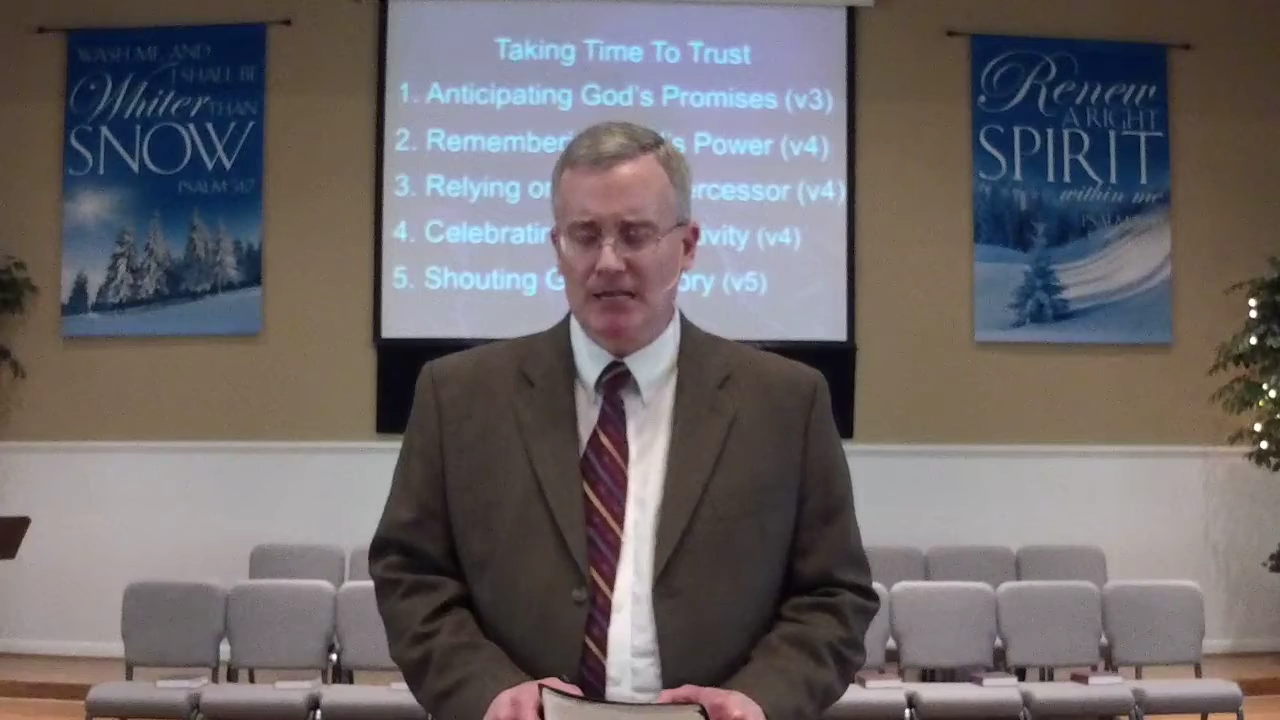 WASH ME AND
I SHALL BE
Whiter THAN
SNOW
PSALM 51:7
Taking Time To Trust
1. Anticipating God's Promises (v3)
2. Remember 's Power (v4)
3. Relying on ercessor (v4)
4. Celebratin ivity (v4)
5. Shouting G ory (v5)
Renew
A RIGHT
SPIRIT
within me